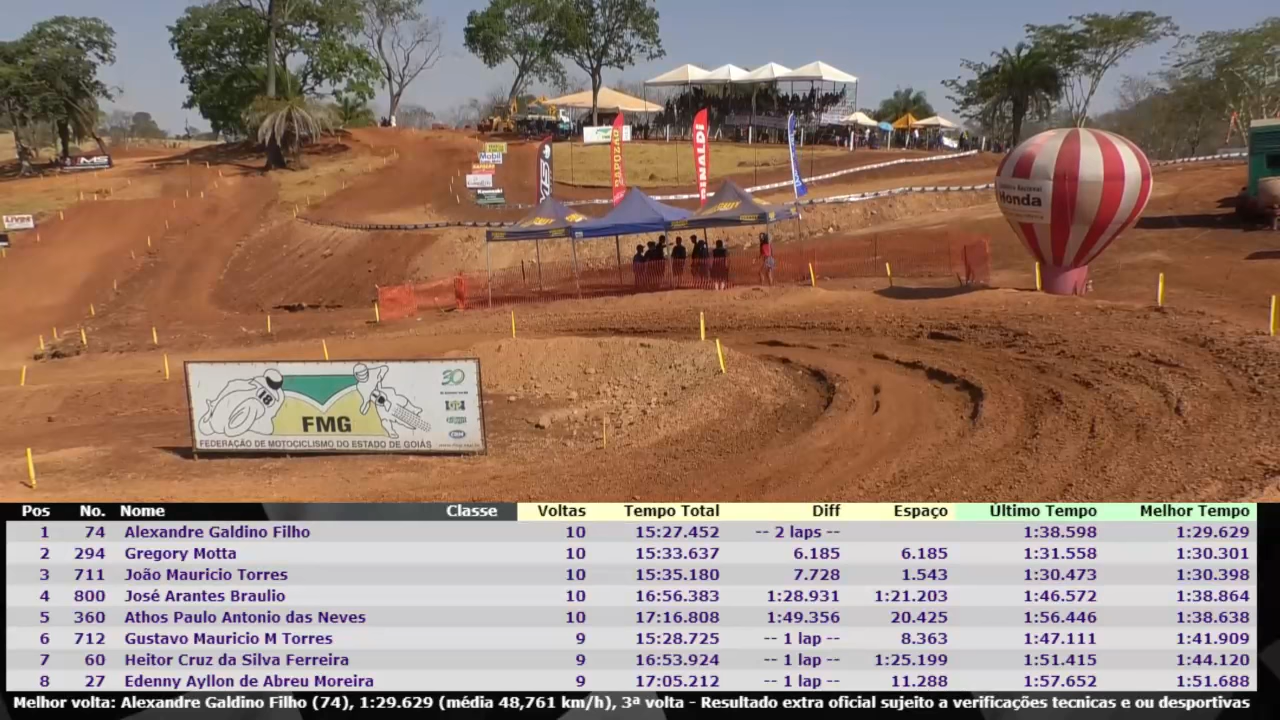 Mobil
Kawasaki
RINALDI
Honda
LIVIN
30
18
FMG
FEDERAÇÃO DE MOTOCICLISMO DO ESTADO DE GOIÁS
Pos No. Nome Classe Voltas Tempo Total Diff Espaço Último Tempo Melhor Tempo
1 74 Alexandre Galdino Filho 10 15:27.452 -- 2 laps -- 1:38.598 1:29.629
2 294 Gregory Motta 10 15:33.637 6.185 6.185 1:31.558 1:30.301
3 711 João Mauricio Torres 10 15:35.180 7.728 1.543 1:30.473 1:30.398
4 800 José Arantes Braulio 10 16:56.383 1:28.931 1:21.203 1:46.572 1:38.864
5 360 Athos Paulo Antonio das Neves 10 17:16.808 1:49.356 20.425 1:56.446 1:38.638
6 712 Gustavo Mauricio M Torres 9 15:28.725 -- 1 lap -- 8.363 1:47.111 1:41.909
7 60 Heitor Cruz da Silva Ferreira 9 16:53.924 -- 1 lap -- 1:25.199 1:51.415 1:44.120
8 27 Edenny Ayllon de Abreu Moreira 9 17:05.212 -- 1 lap -- 11.288 1:57.652 1:51.688
Melhor volta: Alexandre Galdino Filho (74), 1:29.629 (média 48,761 km/h), 3ª volta - Resultado extra oficial sujeito a verificações tecnicas e ou desportivas